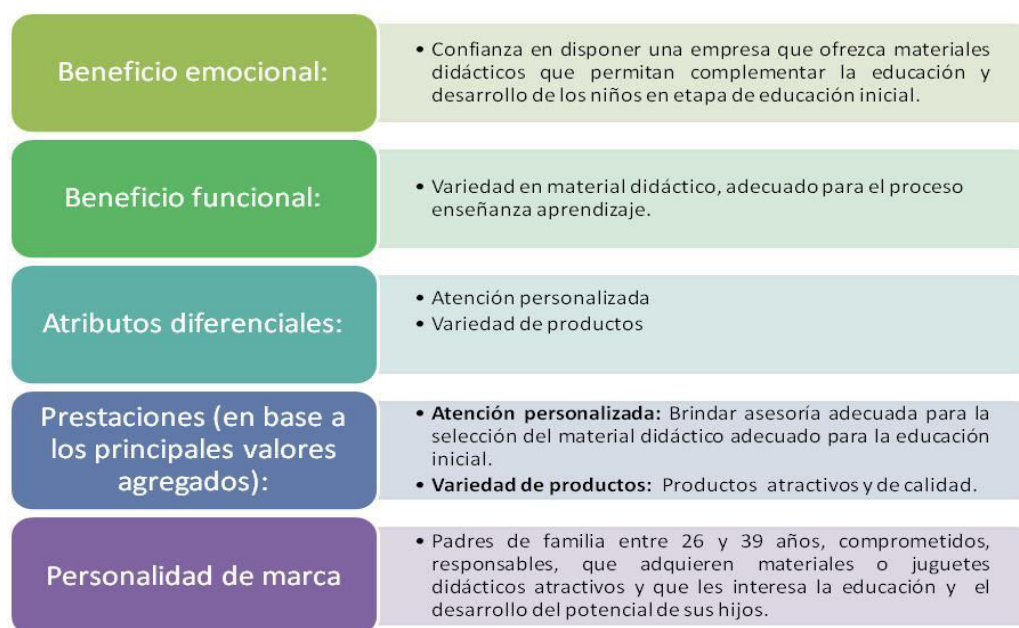 Beneficio emocional:
• Confianza en disponer una empresa que ofrezca materiales
didácticos que permitan complementar la educación y
desarrollo de los niños en etapa de educación inicial.
Beneficio funcional:
• Variedad en material didáctico, adecuado para el proceso
enseñanza aprendizaje.
Atributos diferenciales:
• Atención personalizada
• Variedad de productos
Prestaciones (en base a
los principales valores
agregados):
• Atención personalizada: Brindar asesoría adecuada para la
selección del material didáctico adecuado para la educación
inicial.
• Variedad de productos: Productos atractivos y de calidad.
Personalidad de marca
• Padres de familia entre 26 y 39 años, comprometidos,
responsables, que adquieren materiales o juguetes
didácticos atractivos y que les interesa la educación y el
desarrollo del potencial de sus hijos.